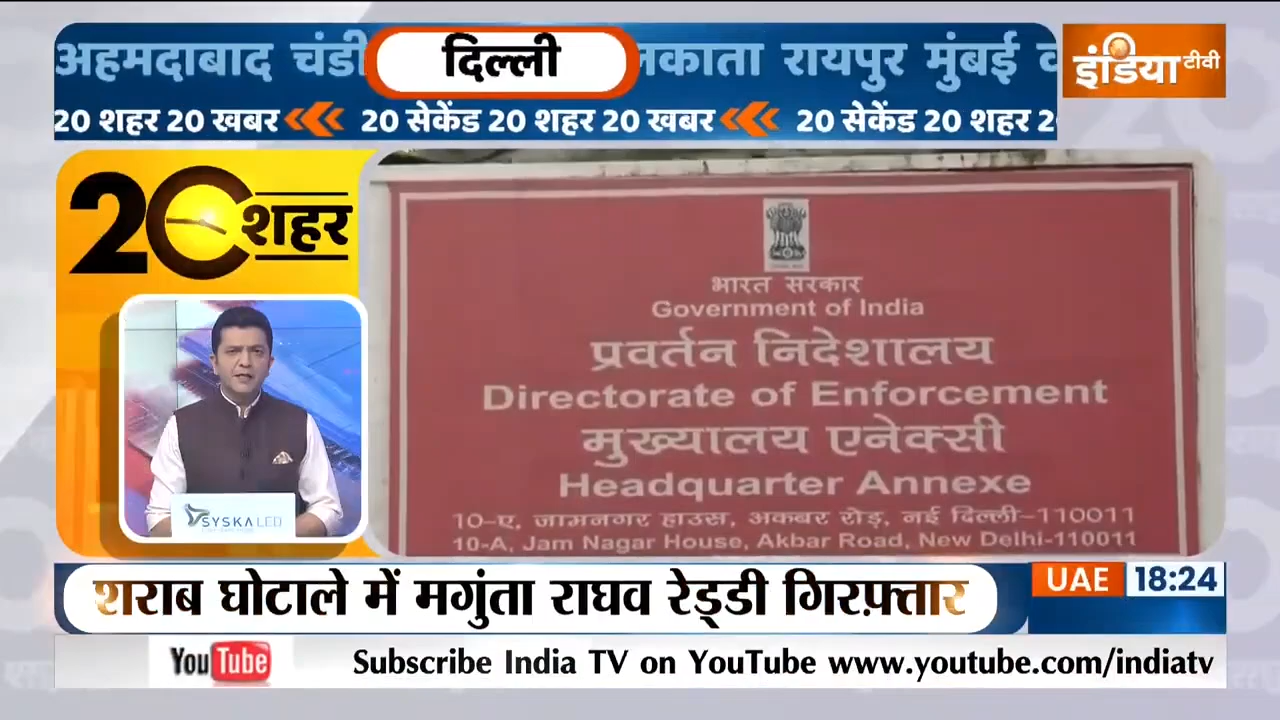 अहमदाबाद चंडी
दिल्ली
लकाता रायपुर मुंबई
इंडिया टीवी
20 शहर 20 खबर
20 सेकेंड 20 शहर 20 खबर
20 सेकेंड 20 शहर 2
20 शहर
भारत सरकार
Government of India
प्रवर्तन निदेशालय
Directorate of Enforcement
मुख्यालय एनेक्सी
Headquarter Annexe
10-ए, जामनगर हाउस, अकबर रोड़, नई दिल्ली-110011
10-A, Jam Nagar House, Akbar Road, New Delhi-110011
SYSKA LED
शराब घोटाले में मगुंता राघव रेड्डी गिरफ़्तार
UAE 18:24
YouTube
Subscribe India TV on YouTube www.youtube.com/indiatv